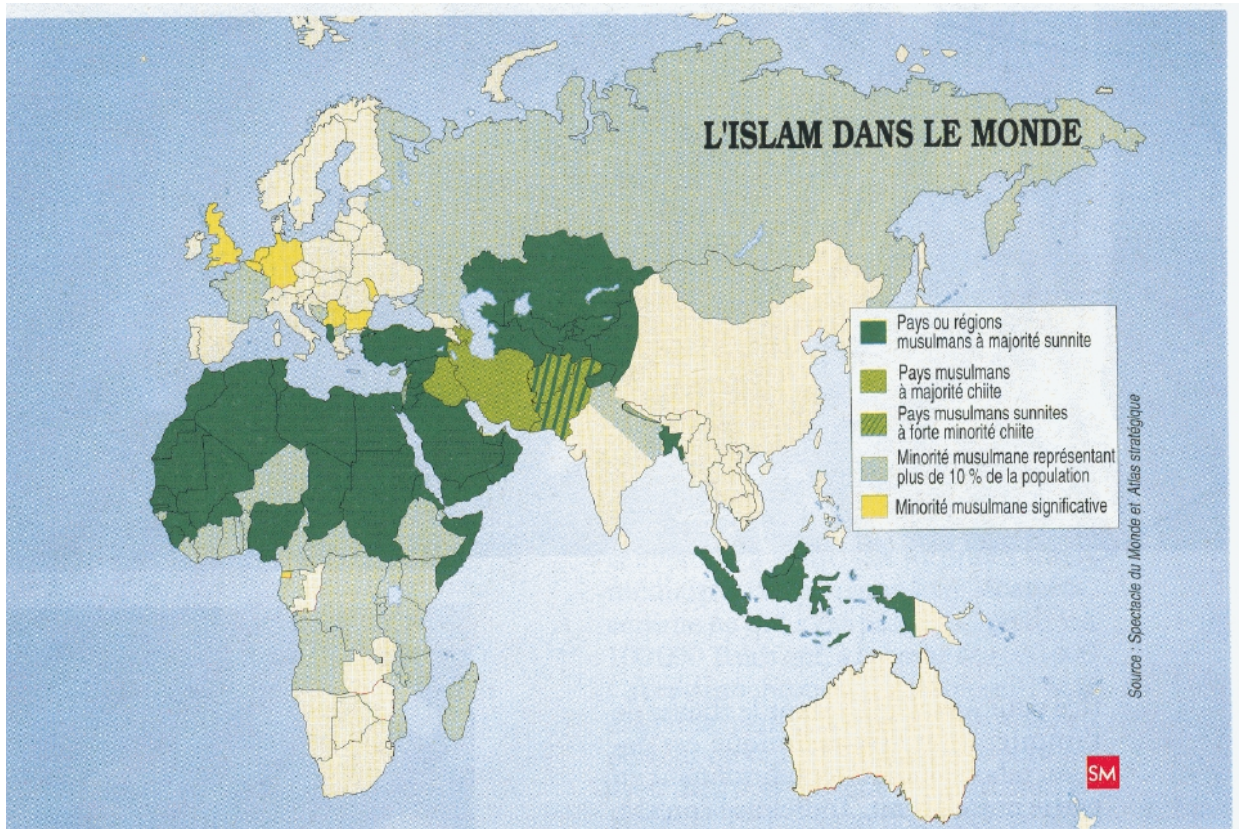 L'ISLAM DANS LE MONDE
Pays ou régions
musulmans à majorité sunnite
Pays musulmans
à majorité chiite
Pays musulmans sunnites
à forte minorité chiite
Minorité musulmane représentant
plus de 10 % de la population
Minorité musulmane significative
Source : Spectacle du Monde et Atlas stratégique
SM